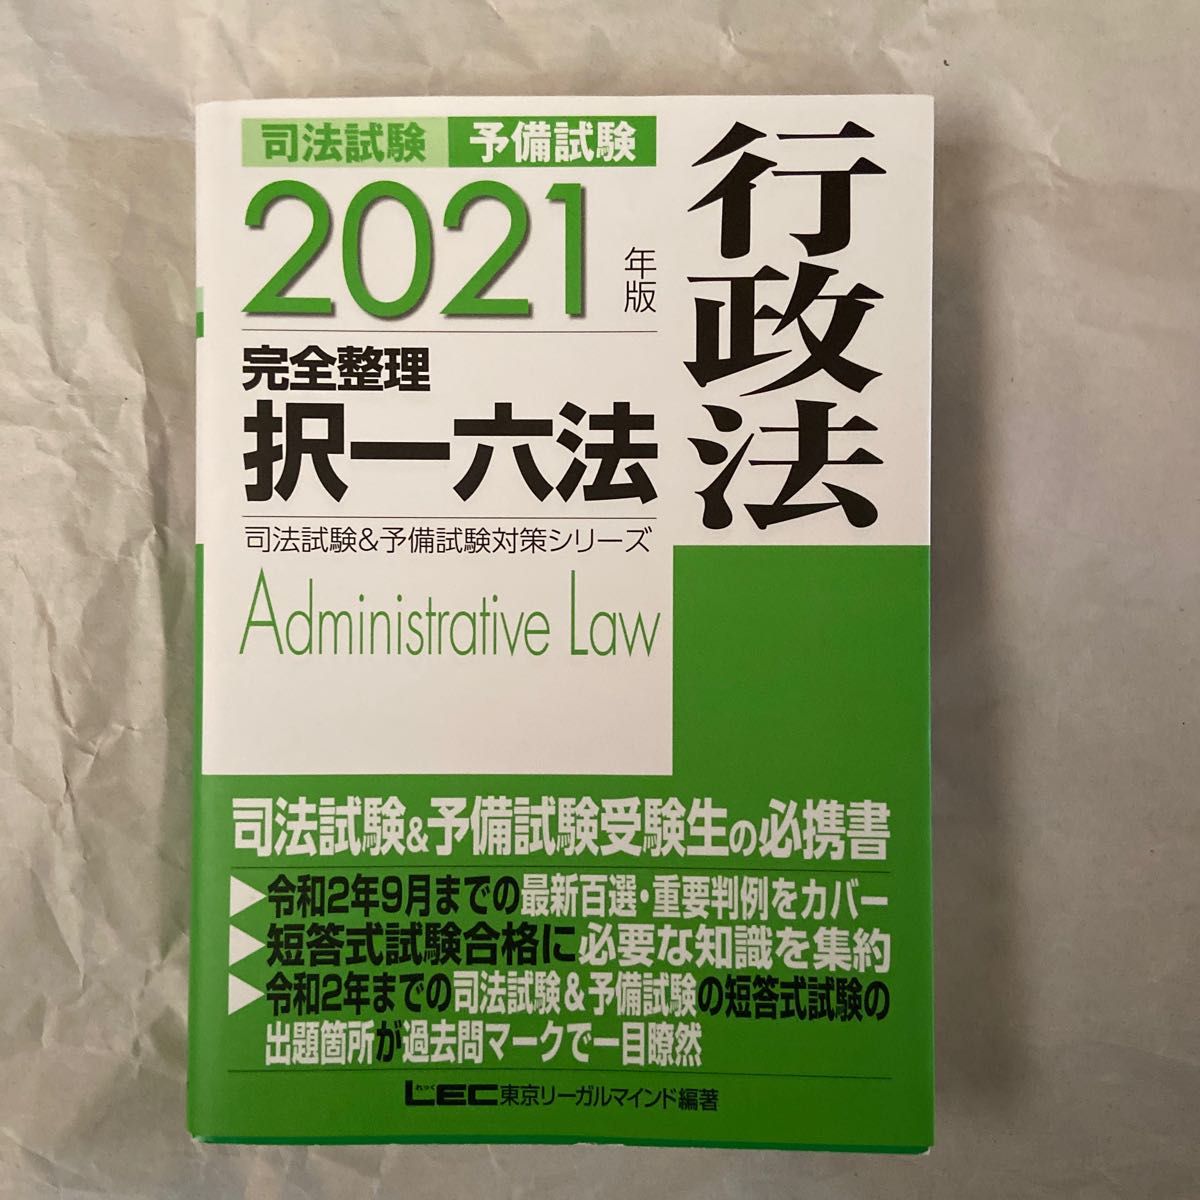 司法試験 予備試験
2021年版
行政法
完全整理
択一六法
司法試験&予備試験対策シリーズ
Administrative Law
司法試験&予備試験受験生の必携書
▶令和2年9月までの最新百選・重要判例をカバー
▶短答式試験合格に必要な知識を集約
▶令和2年までの司法試験&予備試験の短答式試験の
出題箇所が過去問マークで一目瞭然
れっく
LEC東京リーガルマインド編著